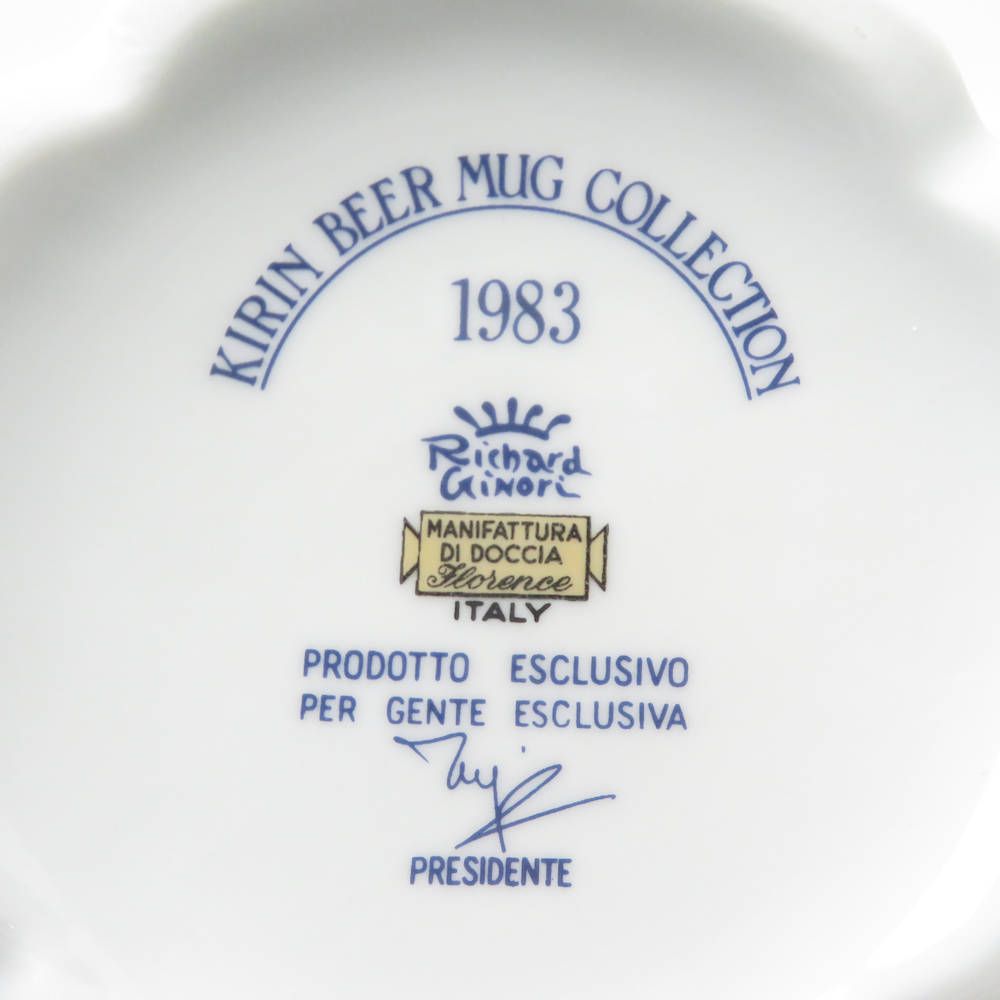 KIRIN BEER MUG COLLECTION
1983
Richard
Ginori
MANIFATTURA
DI DOCCIA
Florence
ITALY
PRODOTTO ESCLUSIVO
PER GENTE ESCLUSIVA
PRESIDENTE